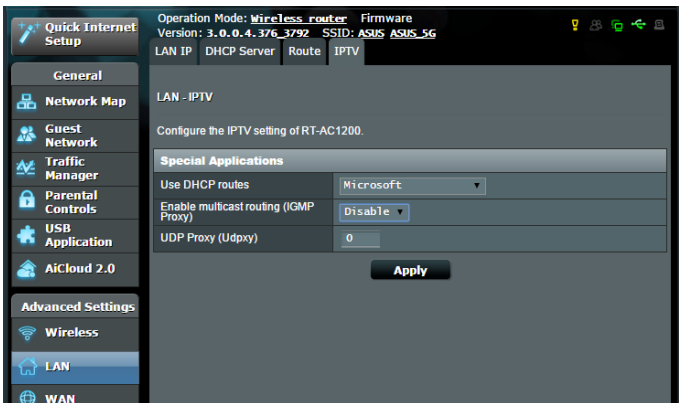 Quick Internet Setup
Operation Mode: Wireless router Firmware
Version: 3.0.0.4.376_3792 SSID: ASUS ASUS_5G
LAN IP DHCP Server Route IPTV
General
Network Map
Guest Network
Traffic Manager
Parental Controls
USB Application
AiCloud 2.0
Advanced Settings
Wireless
LAN
WAN
LAN - IPTV
Configure the IPTV setting of RT-AC1200.
Special Applications
Use DHCP routes Microsoft
Enable multicast routing (IGMP Proxy) Disable
UDP Proxy (Udpxy) 0
Apply